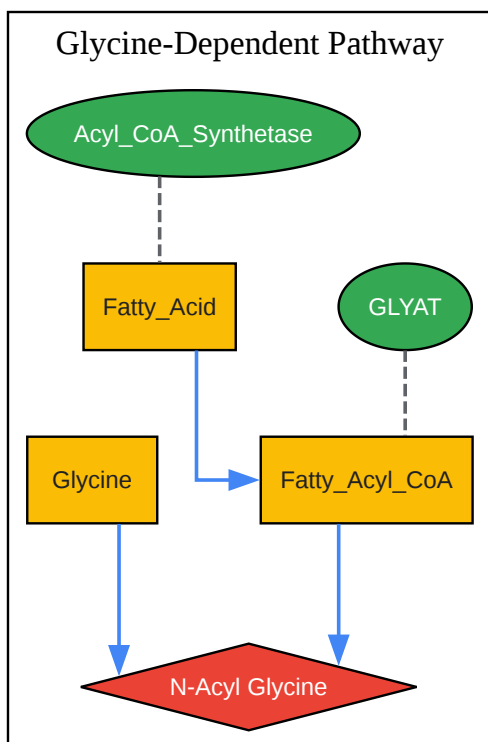 Glycine-Dependent Pathway
Acyl_CoA_Synthetase
Fatty_Acid
GLYAT
Glycine
Fatty_Acyl_CoA
N-Acyl Glycine